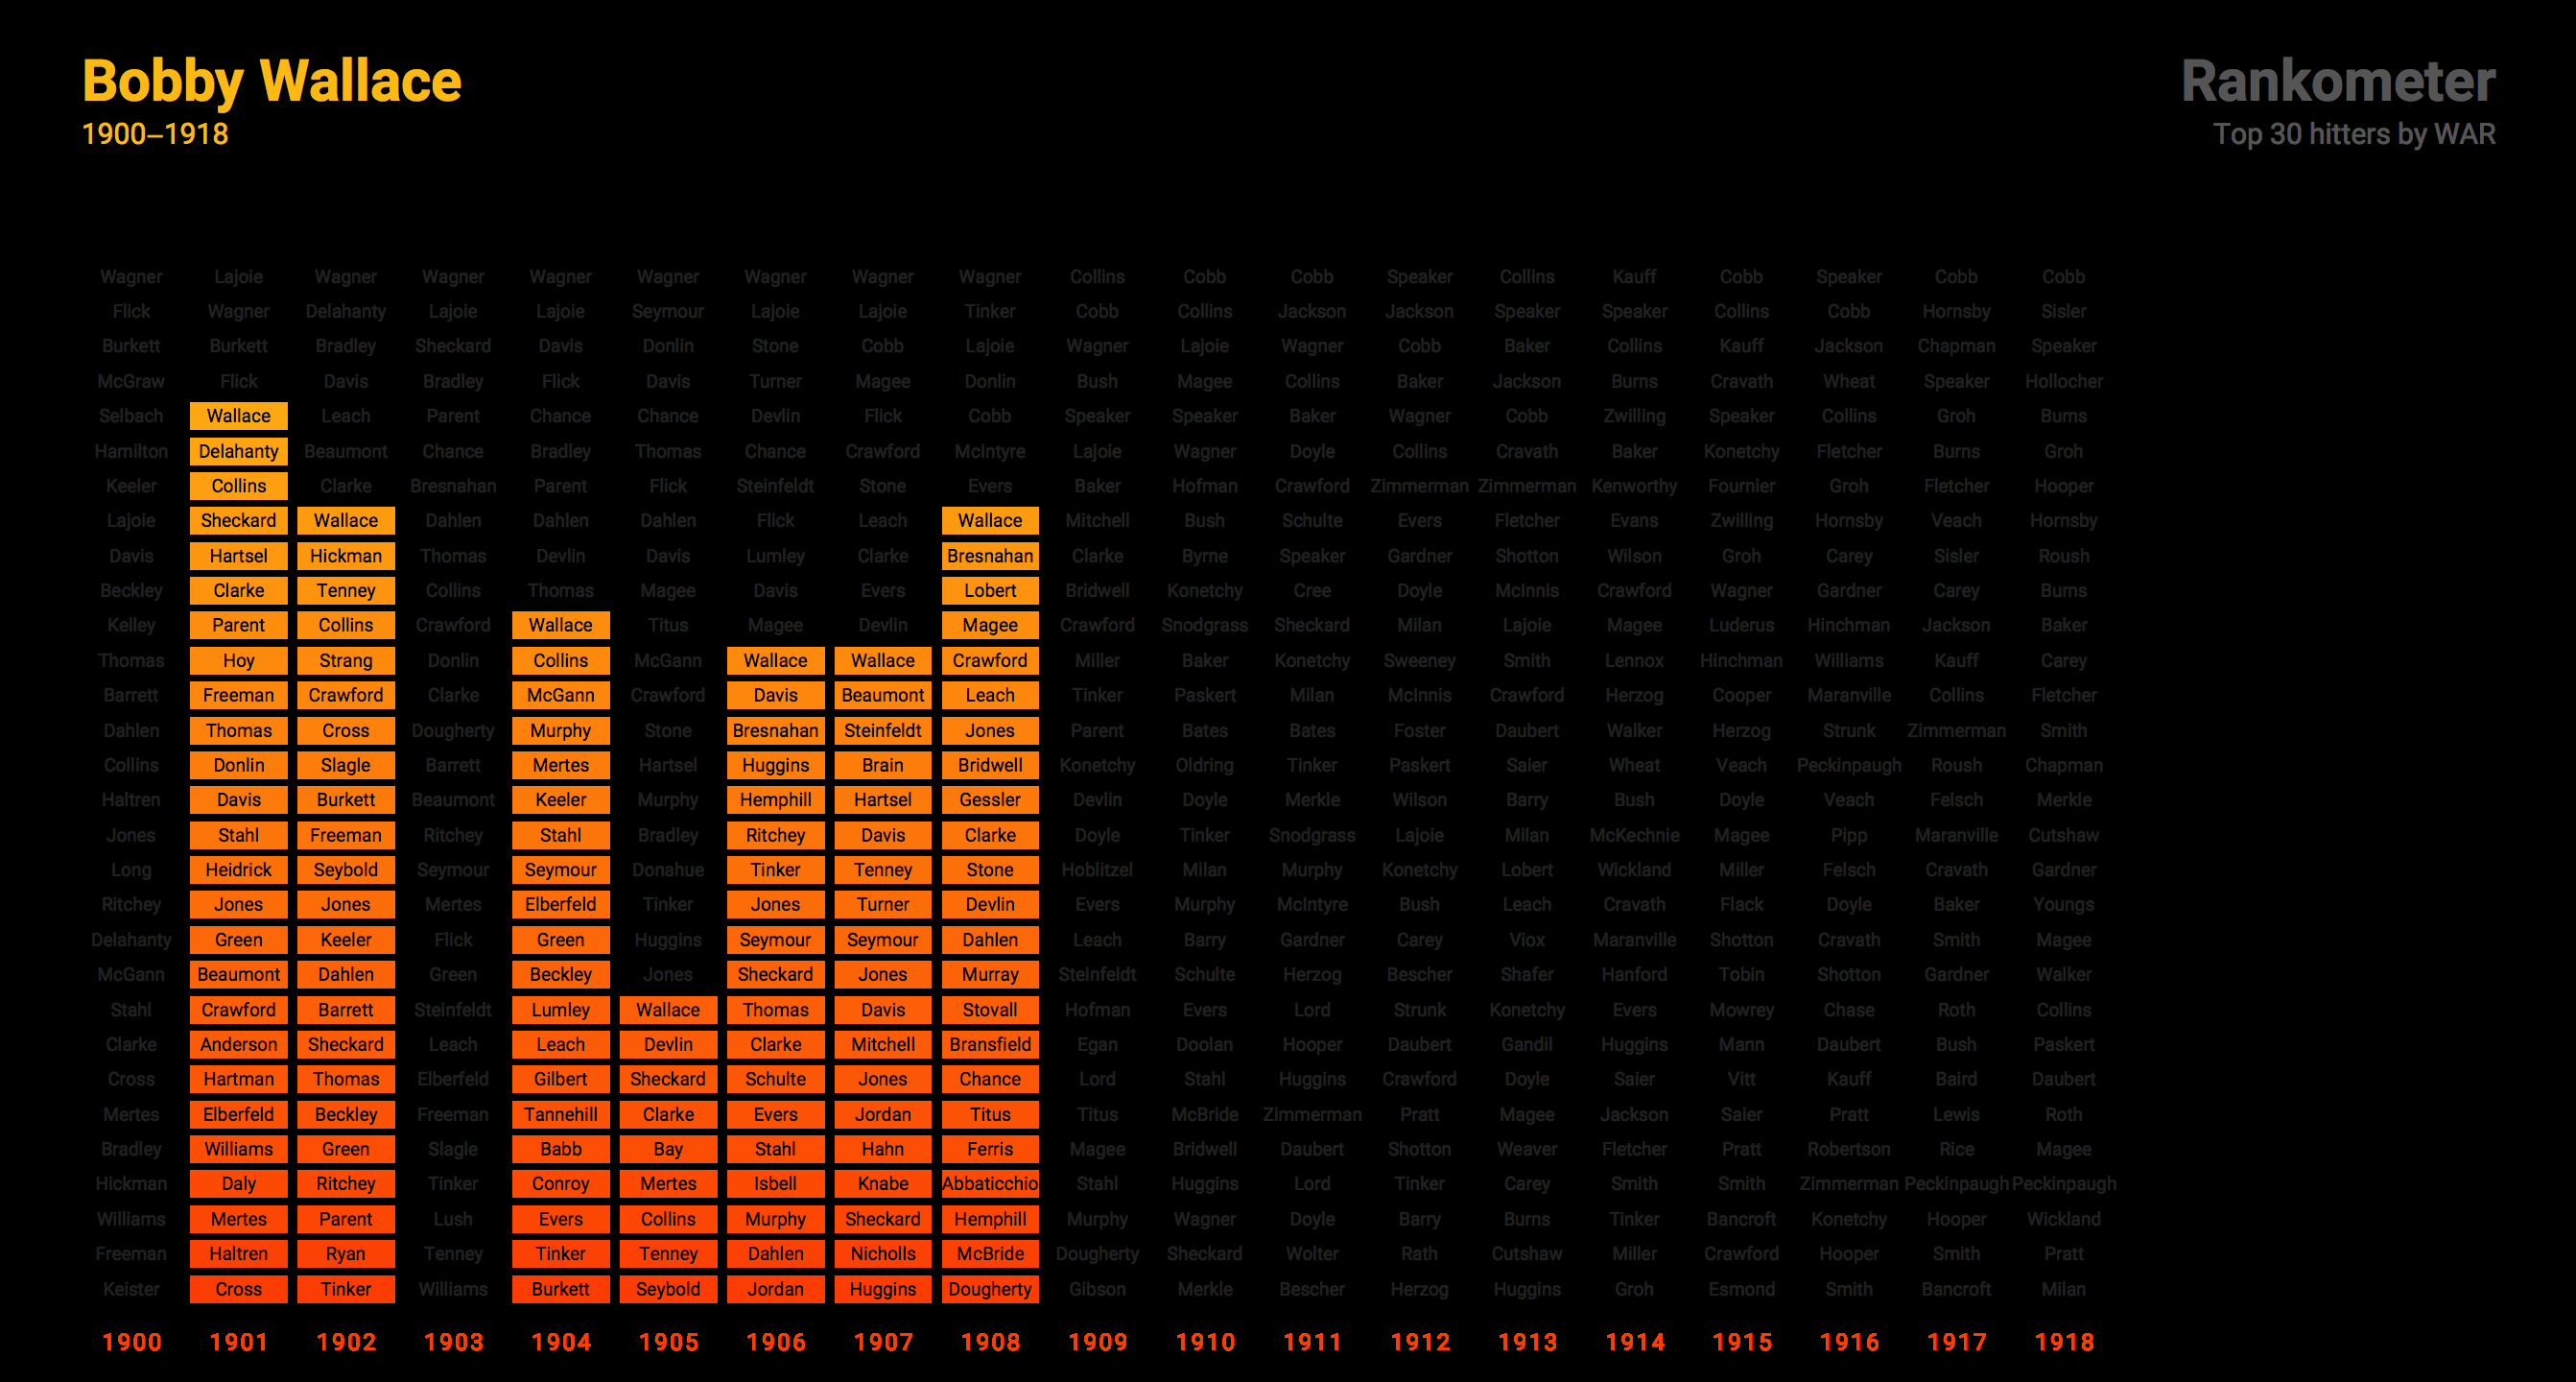 Bobby Wallace
1900–1918
Rankometer
Top 30 hitters by WAR
Wagner Lajoie Wagner Wagner Wagner Wagner Wagner Wagner Wagner Collins Cobb Cobb Speaker Collins Kauff Cobb Speaker Cobb Cobb
Flick Wagner Delahanty Lajoie Lajoie Seymour Lajoie Lajoie Tinker Cobb Collins Jackson Jackson Speaker Speaker Collins Cobb Hornsby Sisler
Burkett Burkett Bradley Sheckard Davis Donlin Stone Cobb Lajoie Wagner Lajoie Wagner Cobb Baker Collins Kauff Jackson Chapman Speaker
McGraw Flick Davis Bradley Flick Davis Turner Magee Donlin Bush Magee Collins Baker Jackson Burns Cravath Wheat Speaker Hollocher
Selbach Wallace Leach Parent Chance Chance Devlin Flick Cobb Speaker Speaker Baker Wagner Cobb Zwilling Speaker Collins Groh Burns
Hamilton Delahanty Beaumont Chance Bradley Thomas Chance Crawford McIntyre Lajoie Wagner Doyle Collins Cravath Baker Konetchy Fletcher Burns Groh
Keeler Collins Clarke Bresnahan Parent Flick Steinfeldt Stone Evers Baker Hofman Crawford Zimmerman Zimmerman Kenworthy Fournier Groh Fletcher Hooper
Lajoie Sheckard Wallace Dahlen Dahlen Dahlen Flick Leach Wallace Mitchell Bush Schulte Evers Fletcher Evans Zwilling Hornsby Veach Hornsby
Davis Hartsel Hickman Thomas Devlin Davis Lumley Clarke Bresnahan Clarke Byrne Speaker Gardner Shotton Wilson Groh Carey Sisler Roush
Beckley Clarke Tenney Collins Thomas Magee Davis Evers Lobert Bridwell Konetchy Cree Doyle McInnis Crawford Wagner Gardner Carey Burns
Kelley Parent Collins Crawford Wallace Titus Magee Devlin Magee Crawford Snodgrass Sheckard Milan Lajoie Magee Luderus Hinchman Jackson Baker
Thomas Hoy Strang Donlin Collins McGann Wallace Wallace Crawford Miller Baker Konetchy Sweeney Smith Lennox Hinchman Williams Kauff Carey
Barrett Freeman Crawford Clarke McGann Crawford Davis Beaumont Leach Tinker Paskert Milan McInnis Crawford Herzog Cooper Maranville Collins Fletcher
Dahlen Thomas Cross Dougherty Murphy Stone Bresnahan Steinfeldt Jones Parent Bates Bates Foster Daubert Walker Herzog Strunk Zimmerman Smith
Collins Donlin Slagle Barrett Mertes Hartsel Huggins Brain Bridwell Konetchy Oldring Tinker Paskert Saier Wheat Veach Peckinpaugh Roush Chapman
Haltren Davis Burkett Beaumont Keeler Murphy Hemphill Hartsel Gessler Devlin Doyle Merkle Wilson Barry Bush Doyle Veach Felsch Merkle
Jones Stahl Freeman Ritchey Stahl Bradley Ritchey Davis Clarke Doyle Tinker Snodgrass Lajoie Milan McKechnie Magee Pipp Maranville Cutshaw
Long Heidrick Seybold Seymour Seymour Donahue Tinker Tenney Stone Hoblitzel Milan Murphy Konetchy Lobert Wickland Miller Felsch Cravath Gardner
Ritchey Jones Jones Mertes Elberfeld Tinker Jones Turner Devlin Evers Murphy McIntyre Bush Leach Cravath Flack Doyle Baker Youngs
Delahanty Green Keeler Flick Green Huggins Seymour Seymour Dahlen Leach Barry Gardner Carey Viox Maranville Shotton Cravath Smith Magee
McGann Beaumont Dahlen Green Beckley Jones Sheckard Jones Murray Steinfeldt Schulte Herzog Bescher Shafer Hanford Tobin Shotton Gardner Walker
Stahl Crawford Barrett Steinfeldt Lumley Wallace Thomas Davis Stovall Hofman Evers Lord Strunk Konetchy Evers Mowrey Chase Roth Collins
Clarke Anderson Sheckard Leach Leach Devlin Clarke Mitchell Bransfield Egan Doolan Hooper Daubert Gandil Huggins Mann Daubert Bush Paskert
Cross Hartman Thomas Elberfeld Gilbert Sheckard Schulte Jones Chance Lord Stahl Huggins Crawford Doyle Saier Vitt Kauff Baird Daubert
Mertes Elberfeld Beckley Freeman Tannehill Clarke Evers Jordan Titus Titus McBride Zimmerman Pratt Magee Jackson Saier Pratt Lewis Roth
Bradley Williams Green Slagle Babb Bay Stahl Hahn Ferris Magee Bridwell Daubert Shotton Weaver Fletcher Pratt Robertson Rice Magee
Hickman Daly Ritchey Tinker Conroy Mertes Isbell Knabe Abbaticchio Stahl Huggins Lord Tinker Carey Smith Smith Zimmerman Peckinpaugh Peckinpaugh
Williams Mertes Parent Lush Evers Collins Murphy Sheckard Hemphill Murphy Wagner Doyle Barry Burns Tinker Bancroft Konetchy Hooper Wickland
Freeman Haltren Ryan Tenney Tinker Tenney Dahlen Nicholls McBride Dougherty Sheckard Wolter Rath Cutshaw Miller Crawford Hooper Smith Pratt
Keister Cross Tinker Williams Burkett Seybold Jordan Huggins Dougherty Gibson Merkle Bescher Herzog Huggins Groh Esmond Smith Bancroft Milan
1900 1901 1902 1903 1904 1905 1906 1907 1908 1909 1910 1911 1912 1913 1914 1915 1916 1917 1918